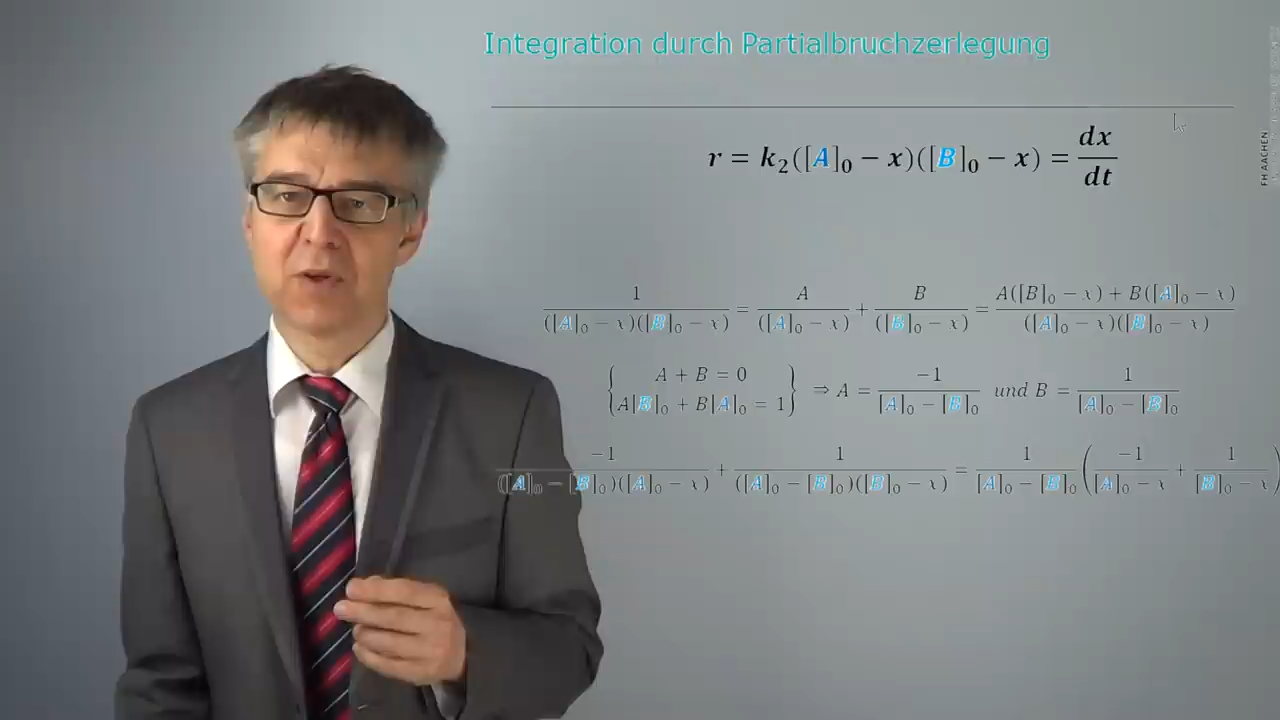 Integration durch Partialbruchzerlegung
r = k₂([A]₀ − x)([B]₀ − x) = dx/dt
1/(([A]₀ − x)([B]₀ − x)) = A/([A]₀ − x) + B/([B]₀ − x) = (A([B]₀ − x) + B([A]₀ − x))/(([A]₀ − x)([B]₀ − x))
{A + B = 0
A[B]₀ + B[A]₀ = 1} ⇒ A = −1/([A]₀ − [B]₀) und B = 1/([A]₀ − [B]₀)
−1/(([A]₀ − [B]₀)([A]₀ − x)) + 1/(([A]₀ − [B]₀)([B]₀ − x)) = 1/([A]₀ − [B]₀) (−1/([A]₀ − x) + 1/([B]₀ − x))
FH AACHEN